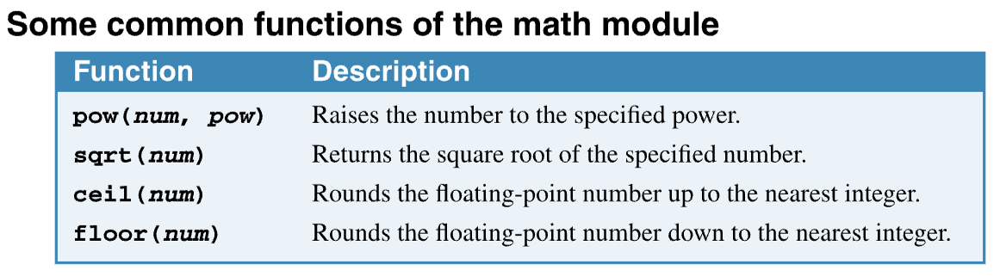 Some common functions of the math module
Function Description
pow(num, pow) Raises the number to the specified power.
sqrt(num) Returns the square root of the specified number.
ceil(num) Rounds the floating-point number up to the nearest integer.
floor(num) Rounds the floating-point number down to the nearest integer.